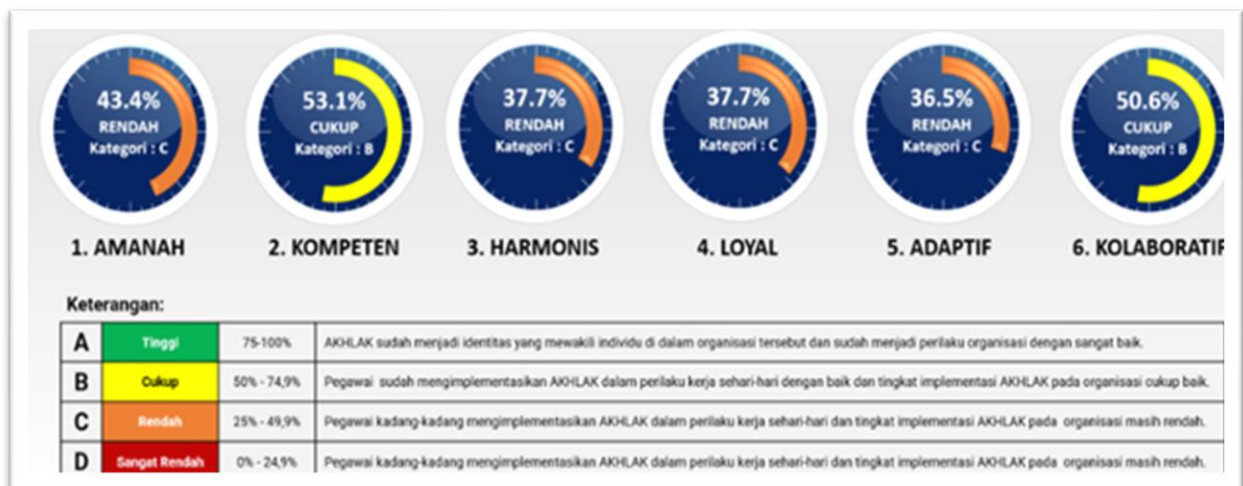 43.4%
RENDAH
Kategori : C
53.1%
CUKUP
Kategori : B
37.7%
RENDAH
Kategori : C
37.7%
RENDAH
Kategori : C
36.5%
RENDAH
Kategori : C
50.6%
CUKUP
Kategori : B
1. AMANAH
2. KOMPETEN
3. HARMONIS
4. LOYAL
5. ADAPTIF
6. KOLABORATIF
Keterangan:
A Tinggi 75-100% AKHLAK sudah menjadi identitas yang mewakili individu di dalam organisasi tersebut dan sudah menjadi perilaku organisasi dengan sangat baik.
B Cukup 50% - 74,9% Pegawai sudah mengimplementasikan AKHLAK dalam perilaku kerja sehari-hari dengan baik dan tingkat implementasi AKHLAK pada organisasi cukup baik.
C Rendah 25% - 49,9% Pegawai kadang-kadang mengimplementasikan AKHLAK dalam perilaku kerja sehari-hari dan tingkat implementasi AKHLAK pada organisasi masih rendah.
D Sangat Rendah 0% - 24,9% Pegawai kadang-kadang mengimplementasikan AKHLAK dalam perilaku kerja sehari-hari dan tingkat implementasi AKHLAK pada organisasi masih rendah.